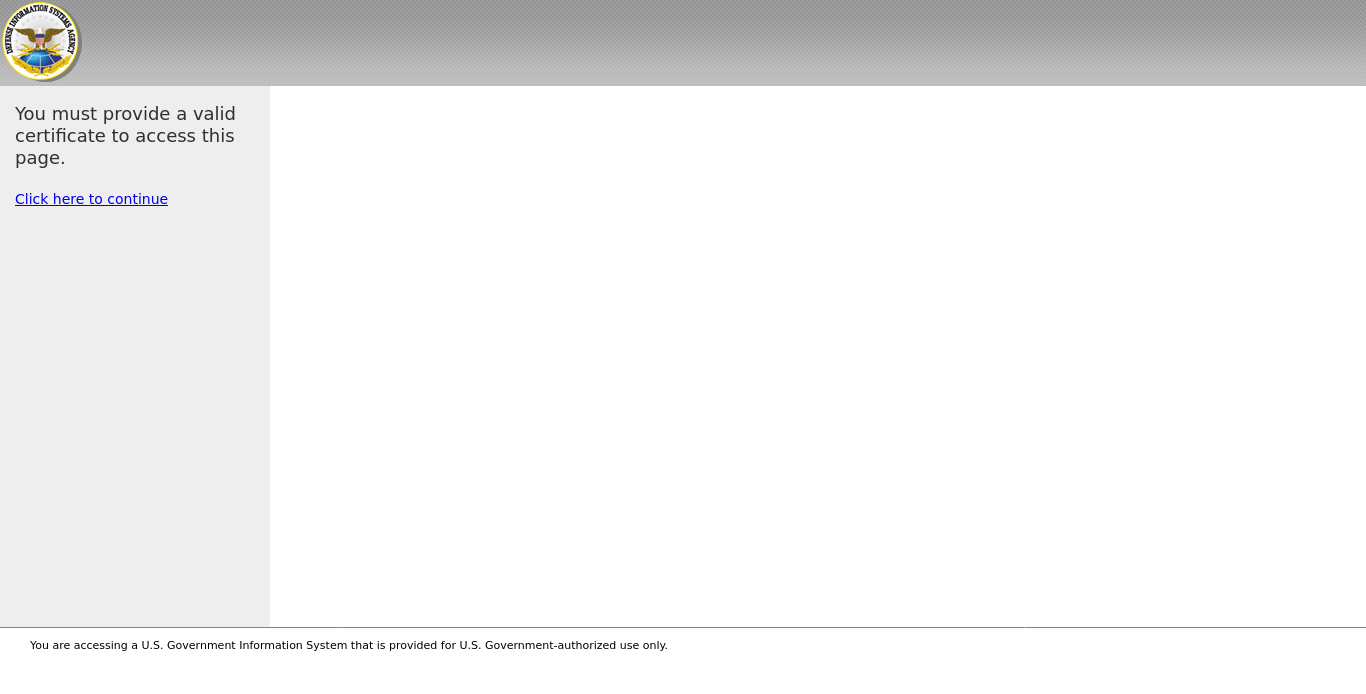 DEFENSE INFORMATION SYSTEMS AGENCY
You must provide a valid
certificate to access this
page.
Click here to continue
You are accessing a U.S. Government Information System that is provided for U.S. Government-authorized use only.